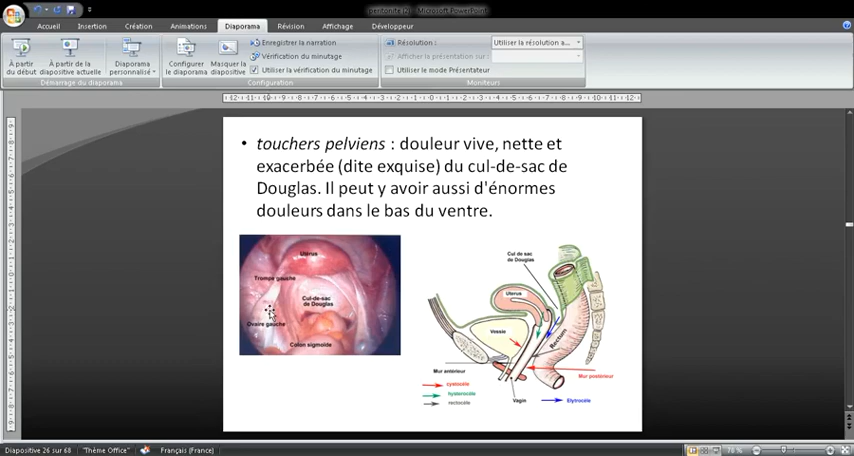 peritonite (2) - Microsoft PowerPoint
Accueil Insertion Création Animations Diaporama Révision Affichage Développeur
À partir du début
À partir de la diapositive actuelle
Diaporama personnalisé
Démarrage du diaporama
Configurer le diaporama
Masquer la diapositive
Enregistrer la narration
Vérification du minutage
Utiliser la vérification du minutage
Configuration
Résolution : Utiliser la résolution a...
Afficher la présentation sur :
Utiliser le mode Présentateur
Moniteurs
• touchers pelviens : douleur vive, nette et
exacerbée (dite exquise) du cul-de-sac de
Douglas. Il peut y avoir aussi d'énormes
douleurs dans le bas du ventre.
Utérus
Trompe gauche
Cul-de-sac
de Douglas
Ovaire gauche
Colon sigmoïde
Cul de sac
de Douglas
Uterus
Vessie
Rectum
Mur antérieur
Mur postérieur
cystocèle
hysterocèle
rectocèle
Vagin
Elytrocèle
Diapositive 26 sur 68 "Thème Office" Français (France) 76 %